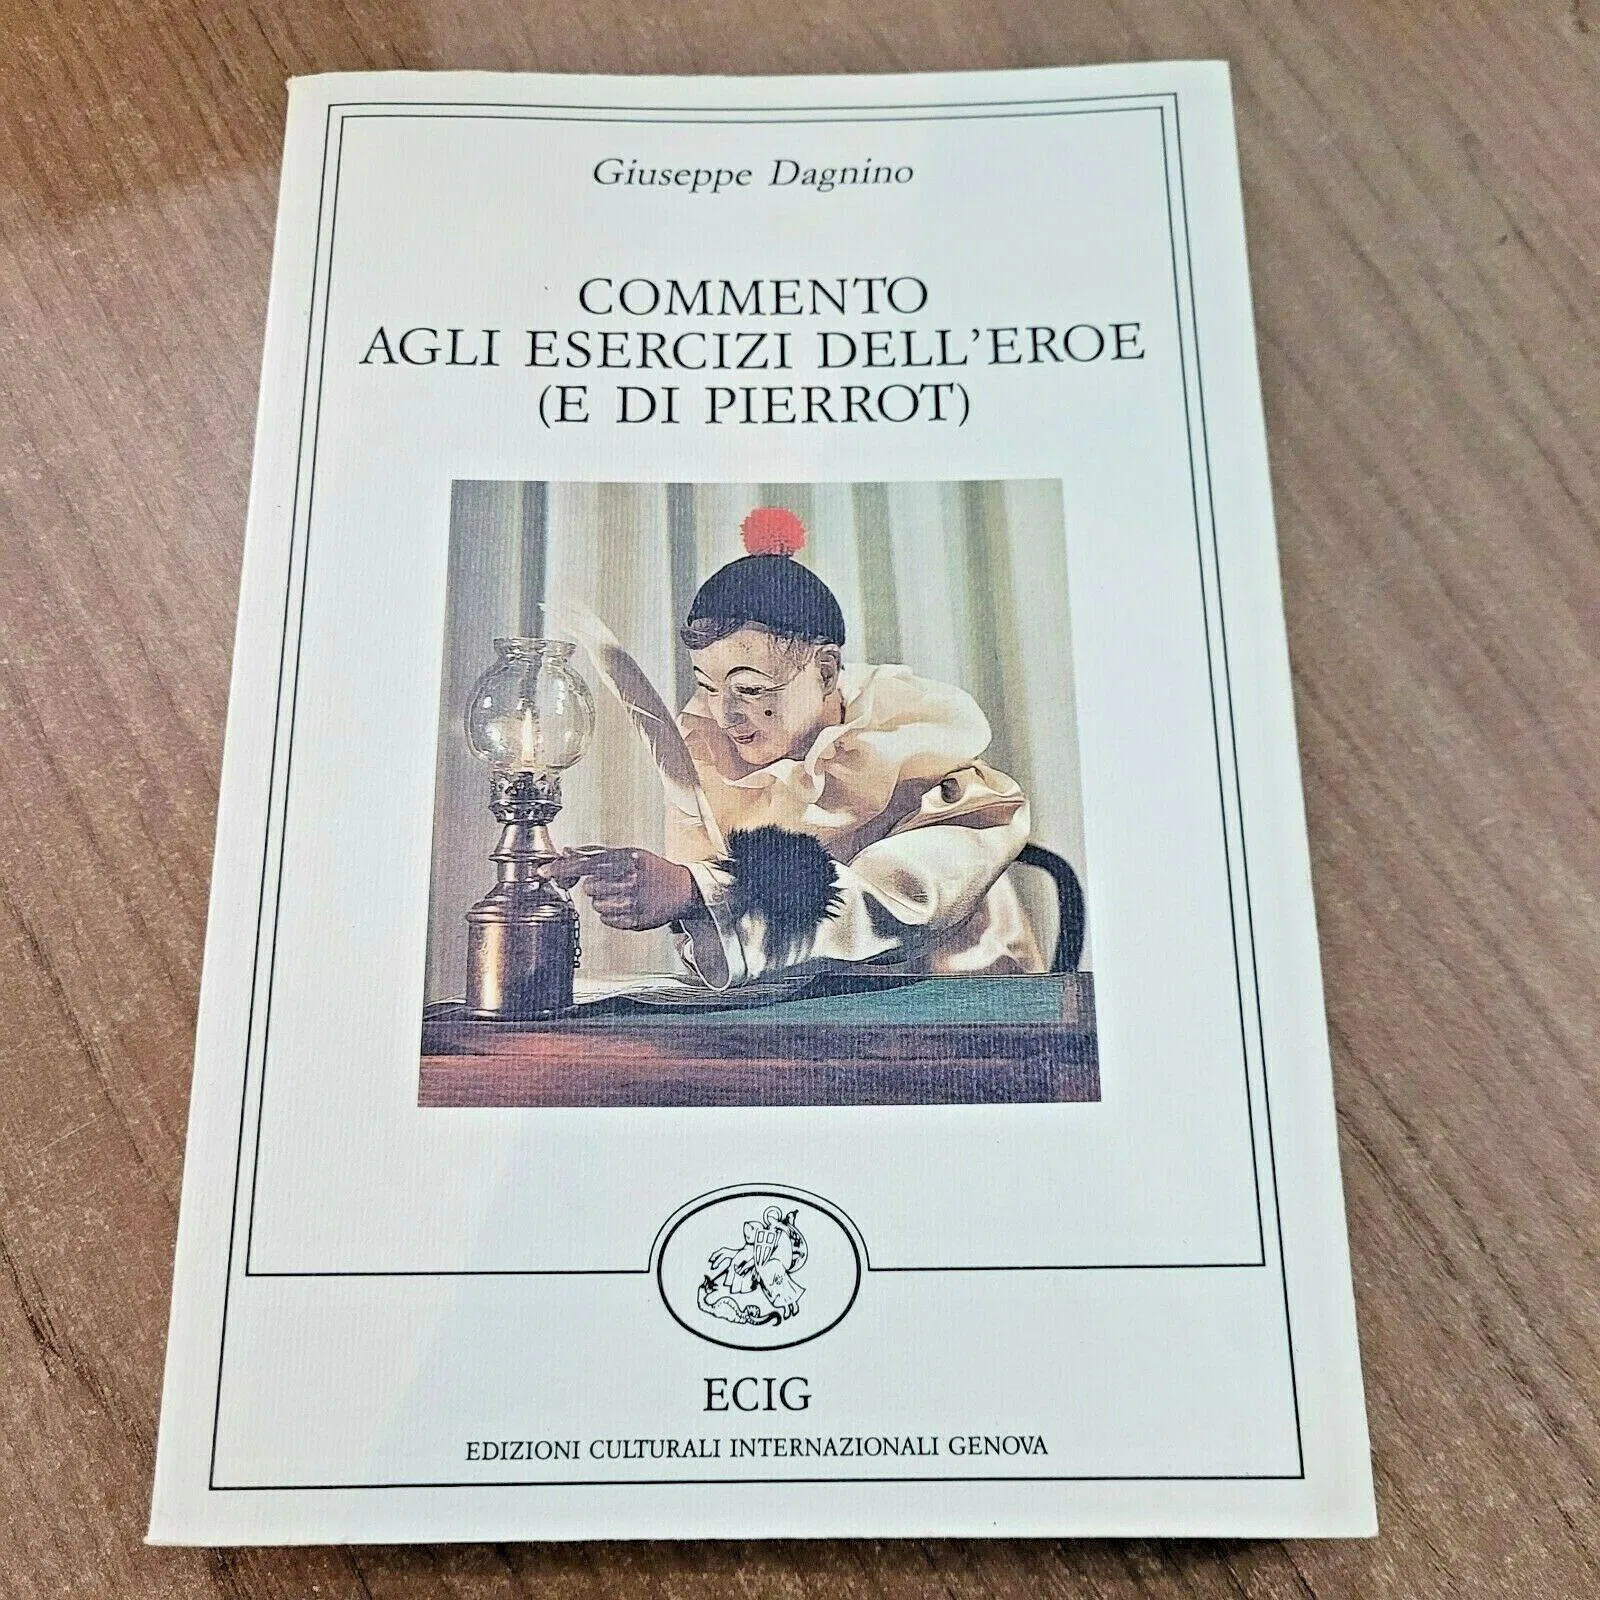 Giuseppe Dagnino
COMMENTO
AGLI ESERCIZI DELL'EROE
(E DI PIERROT)
ECIG
EDIZIONI CULTURALI INTERNAZIONALI GENOVA